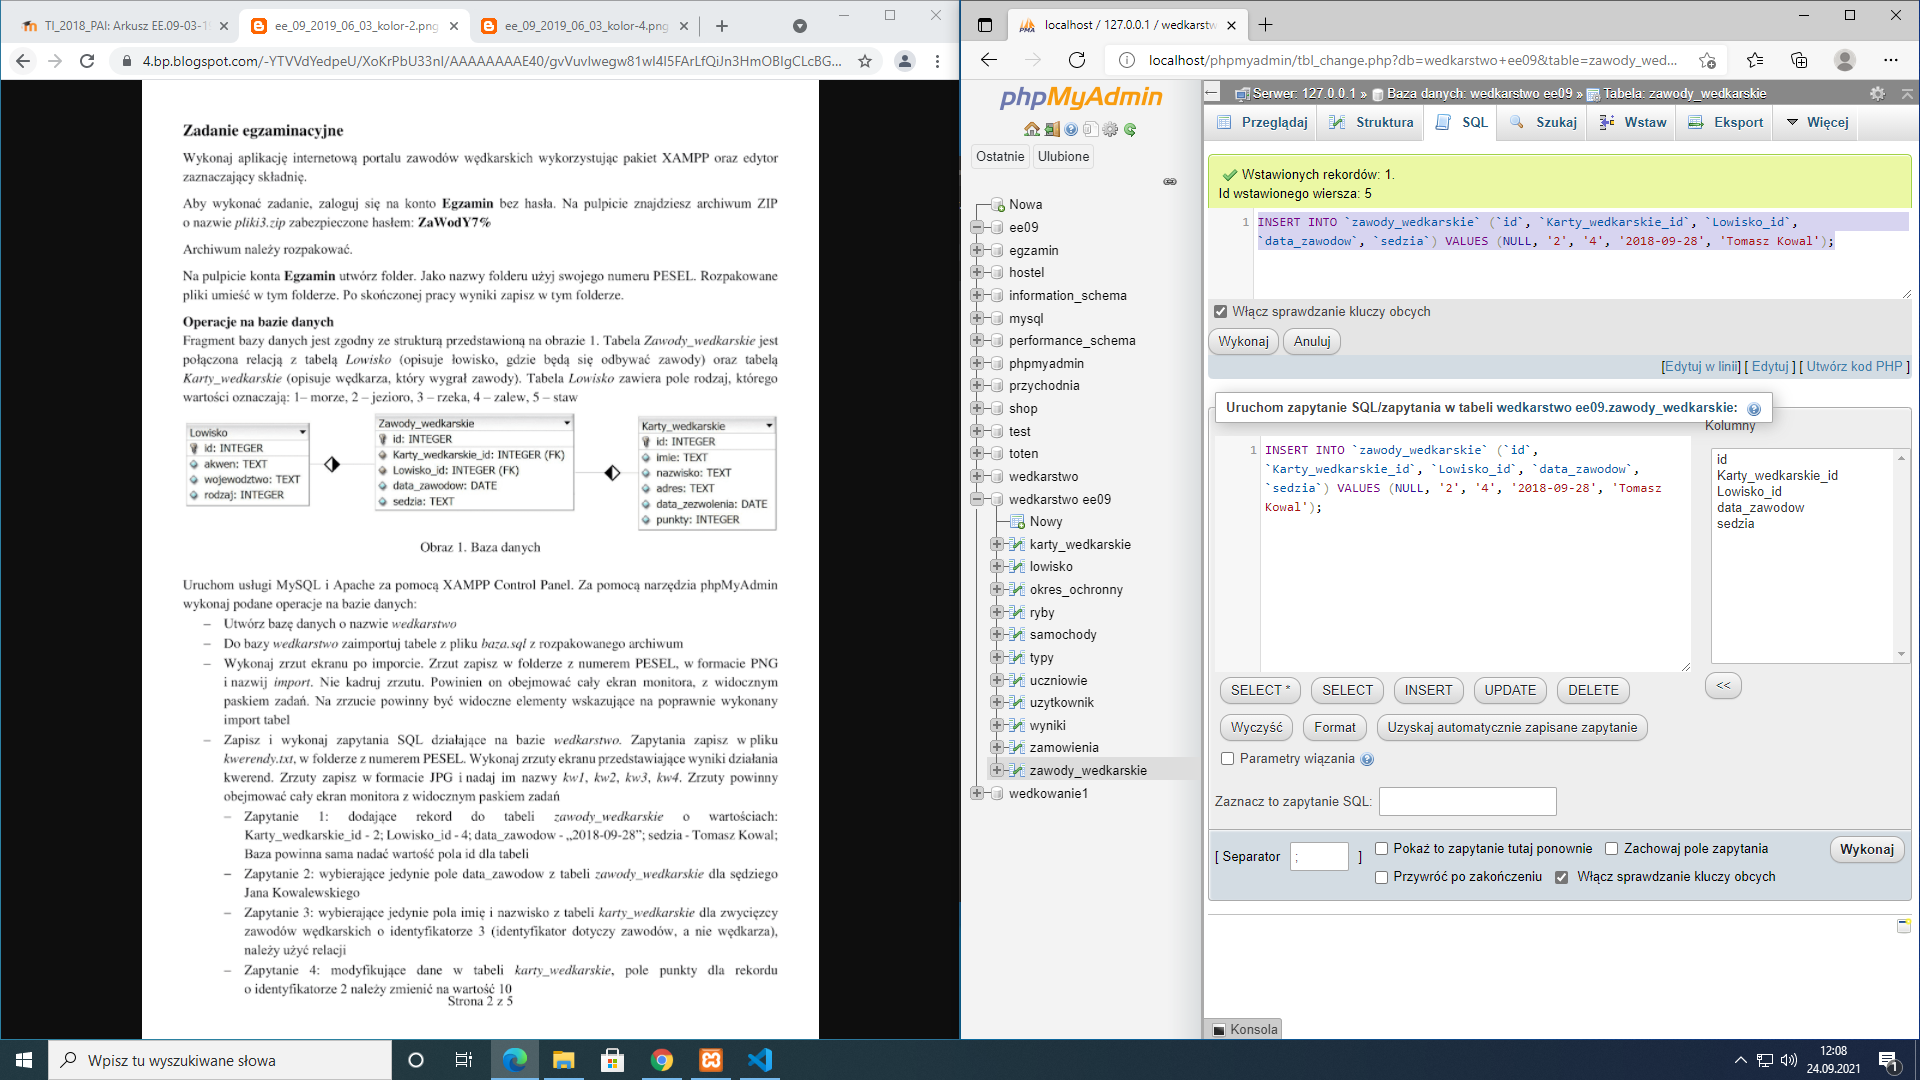 TI_2018_PAI: Arkusz EE.09-03-1
ee_09_2019_06_03_kolor-2.png
ee_09_2019_06_03_kolor-4.png
4.bp.blogspot.com/-YTVVdYedpeU/XoKrPbU33nI/AAAAAAAAE40/gvVuvIwegw81wI4I5FArLfQiJn3HmOBIgCLcBG...
Zadanie egzaminacyjne
Wykonaj aplikację internetową portalu zawodów wędkarskich wykorzystując pakiet XAMPP oraz edytor
zaznaczający składnię.
Aby wykonać zadanie, zaloguj się na konto Egzamin bez hasła. Na pulpicie znajdziesz archiwum ZIP
o nazwie pliki3.zip zabezpieczone hasłem: ZaWodY7%
Archiwum należy rozpakować.
Na pulpicie konta Egzamin utwórz folder. Jako nazwy folderu użyj swojego numeru PESEL. Rozpakowane
pliki umieść w tym folderze. Po skończonej pracy wyniki zapisz w tym folderze.
Operacje na bazie danych
Fragment bazy danych jest zgodny ze strukturą przedstawioną na obrazie 1. Tabela Zawody_wedkarskie jest
połączona relacją z tabelą Lowisko (opisuje łowisko, gdzie będą się odbywać zawody) oraz tabelą
Karty_wedkarskie (opisuje wędkarza, który wygrał zawody). Tabela Lowisko zawiera pole rodzaj, którego
wartości oznaczają: 1– morze, 2 – jezioro, 3 – rzeka, 4 – zalew, 5 – staw
Lowisko
id: INTEGER
akwen: TEXT
wojewodztwo: TEXT
rodzaj: INTEGER
Zawody_wedkarskie
id: INTEGER
Karty_wedkarskie_id: INTEGER (FK)
Lowisko_id: INTEGER (FK)
data_zawodow: DATE
sedzia: TEXT
Karty_wedkarskie
id: INTEGER
imie: TEXT
nazwisko: TEXT
adres: TEXT
data_zezwolenia: DATE
punkty: INTEGER
Obraz 1. Baza danych
Uruchom usługi MySQL i Apache za pomocą XAMPP Control Panel. Za pomocą narzędzia phpMyAdmin
wykonaj podane operacje na bazie danych:
– Utwórz bazę danych o nazwie wedkarstwo
– Do bazy wedkarstwo zaimportuj tabele z pliku baza.sql z rozpakowanego archiwum
– Wykonaj zrzut ekranu po imporcie. Zrzut zapisz w folderze z numerem PESEL, w formacie PNG
i nazwij import. Nie kadruj zrzutu. Powinien on obejmować cały ekran monitora, z widocznym
paskiem zadań. Na zrzucie powinny być widoczne elementy wskazujące na poprawnie wykonany
import tabel
– Zapisz i wykonaj zapytania SQL działające na bazie wedkarstwo. Zapytania zapisz w pliku
kwerendy.txt, w folderze z numerem PESEL. Wykonaj zrzuty ekranu przedstawiające wyniki działania
kwerend. Zrzuty zapisz w formacie JPG i nadaj im nazwy kw1, kw2, kw3, kw4. Zrzuty powinny
obejmować cały ekran monitora z widocznym paskiem zadań
– Zapytanie 1: dodające rekord do tabeli zawody_wedkarskie o wartościach:
Karty_wedkarskie_id - 2; Lowisko_id - 4; data_zawodow - „2018-09-28”; sedzia - Tomasz Kowal;
Baza powinna sama nadać wartość pola id dla tabeli
– Zapytanie 2: wybierające jedynie pole data_zawodow z tabeli zawody_wedkarskie dla sędziego
Jana Kowalewskiego
– Zapytanie 3: wybierające jedynie pola imię i nazwisko z tabeli karty_wedkarskie dla zwycięzcy
zawodów wędkarskich o identyfikatorze 3 (identyfikator dotyczy zawodów, a nie wędkarza),
należy użyć relacji
– Zapytanie 4: modyfikujące dane w tabeli karty_wedkarskie, pole punkty dla rekordu
o identyfikatorze 2 należy zmienić na wartość 10
Strona 2 z 5
localhost / 127.0.0.1 / wedkarstw
localhost/phpmyadmin/tbl_change.php?db=wedkarstwo+ee09&table=zawody_wed...
phpMyAdmin
Ostatnie
Ulubione
Nowa
ee09
egzamin
hostel
information_schema
mysql
performance_schema
phpmyadmin
przychodnia
shop
test
toten
wedkarstwo
wedkarstwo ee09
Nowy
karty_wedkarskie
lowisko
okres_ochronny
ryby
samochody
typy
uczniowie
uzytkownik
wyniki
zamowienia
zawody_wedkarskie
wedkowanie1
Serwer: 127.0.0.1 » Baza danych: wedkarstwo ee09 » Tabela: zawody_wedkarskie
Przeglądaj
Struktura
SQL
Szukaj
Wstaw
Eksport
Więcej
Wstawionych rekordów: 1.
Id wstawionego wiersza: 5
1 INSERT INTO `zawody_wedkarskie` (`id`, `Karty_wedkarskie_id`, `Lowisko_id`,
`data_zawodow`, `sedzia`) VALUES (NULL, '2', '4', '2018-09-28', 'Tomasz Kowal');
Włącz sprawdzanie kluczy obcych
Wykonaj
Anuluj
[Edytuj w linii] [ Edytuj ] [ Utwórz kod PHP ]
Uruchom zapytanie SQL/zapytania w tabeli wedkarstwo ee09.zawody_wedkarskie:
Kolumny
1 INSERT INTO `zawody_wedkarskie` (`id`,
`Karty_wedkarskie_id`, `Lowisko_id`, `data_zawodow`,
`sedzia`) VALUES (NULL, '2', '4', '2018-09-28', 'Tomasz
Kowal');
id
Karty_wedkarskie_id
Lowisko_id
data_zawodow
sedzia
SELECT *
SELECT
INSERT
UPDATE
DELETE
<<
Wyczyść
Format
Uzyskaj automatycznie zapisane zapytanie
Parametry wiązania
Zaznacz to zapytanie SQL:
[ Separator ; ]
Pokaż to zapytanie tutaj ponownie
Zachowaj pole zapytania
Wykonaj
Przywróć po zakończeniu
Włącz sprawdzanie kluczy obcych
Konsola
Wpisz tu wyszukiwane słowa
12:08
24.09.2021
1